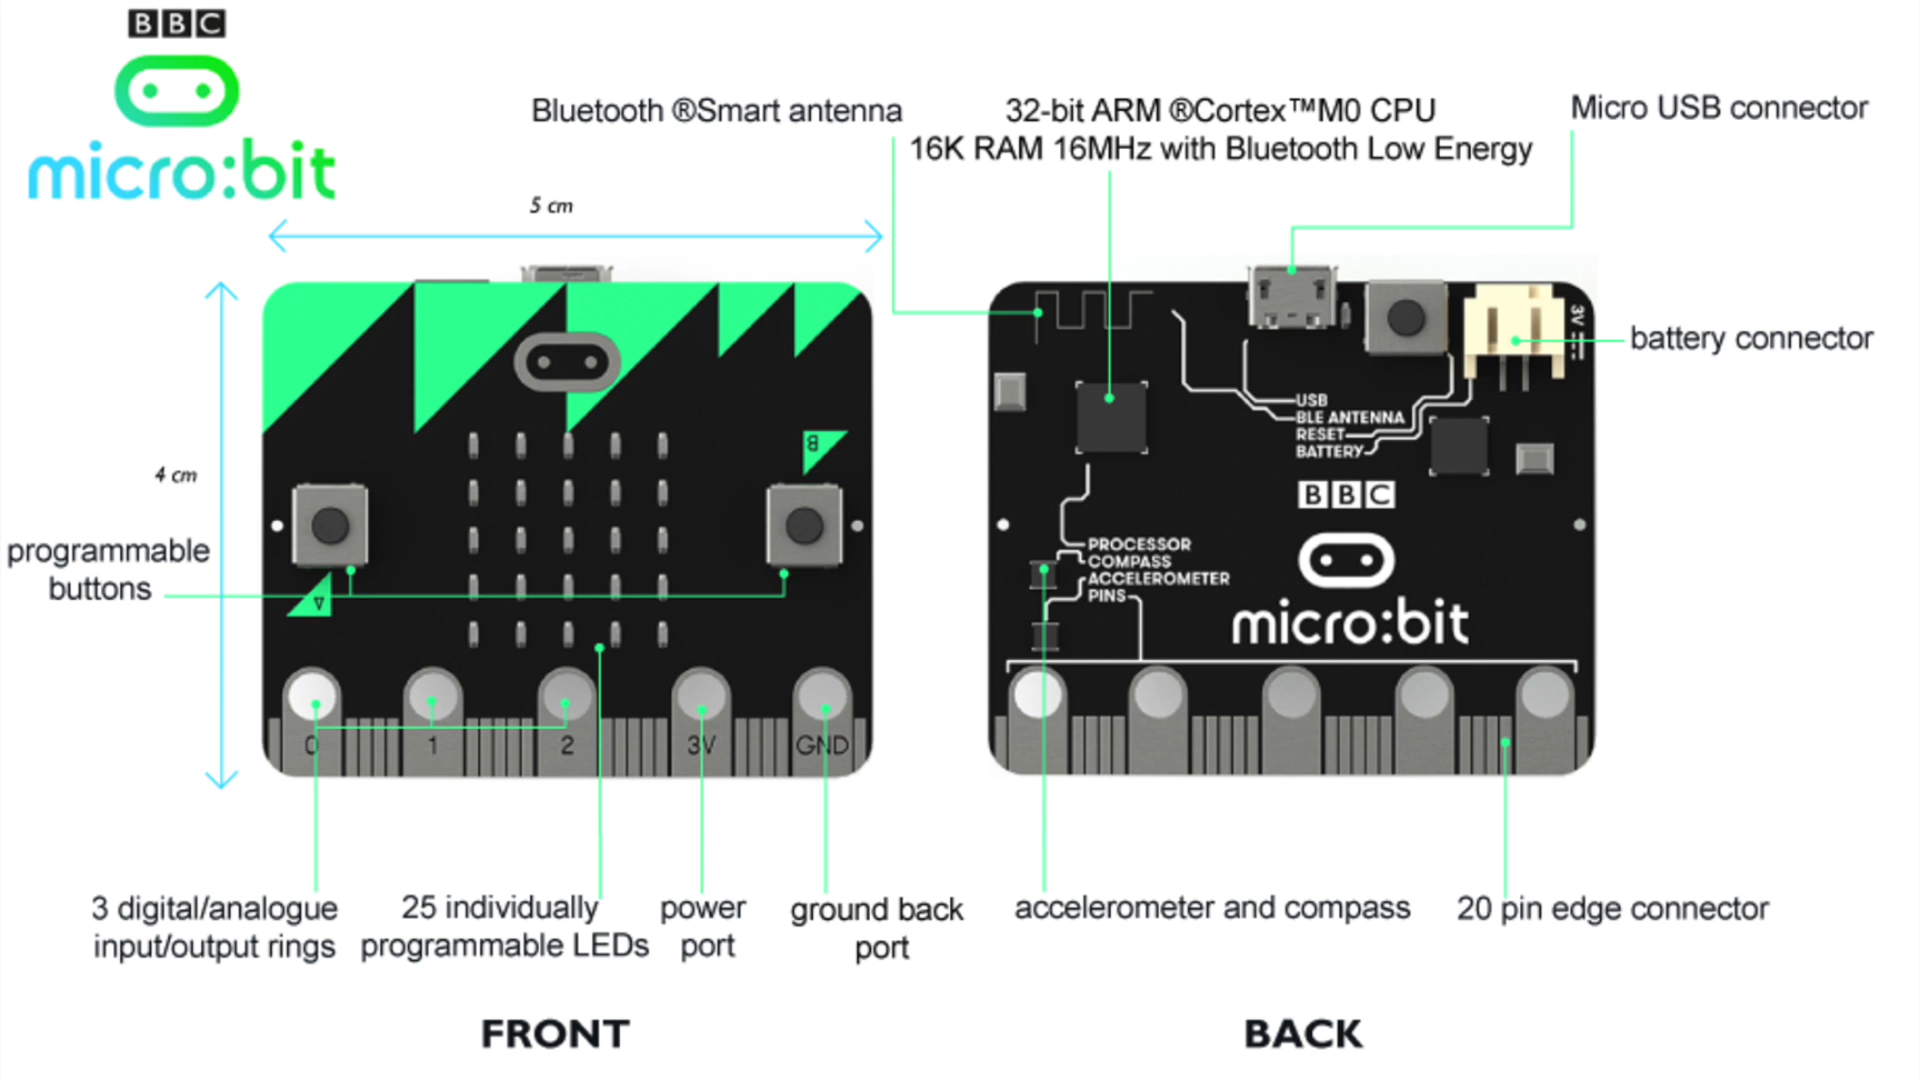 BBC
micro:bit
Bluetooth ®Smart antenna
32-bit ARM ®Cortex™M0 CPU
16K RAM 16MHz with Bluetooth Low Energy
Micro USB connector
5 cm
4 cm
programmable
buttons
B
A
0 1 2 3V GND
3V
battery connector
USB
BLE ANTENNA
RESET
BATTERY
BBC
micro:bit
PROCESSOR
COMPASS
ACCELEROMETER
PINS
3 digital/analogue
input/output rings
25 individually
programmable LEDs
power
port
ground back
port
accelerometer and compass
20 pin edge connector
FRONT
BACK